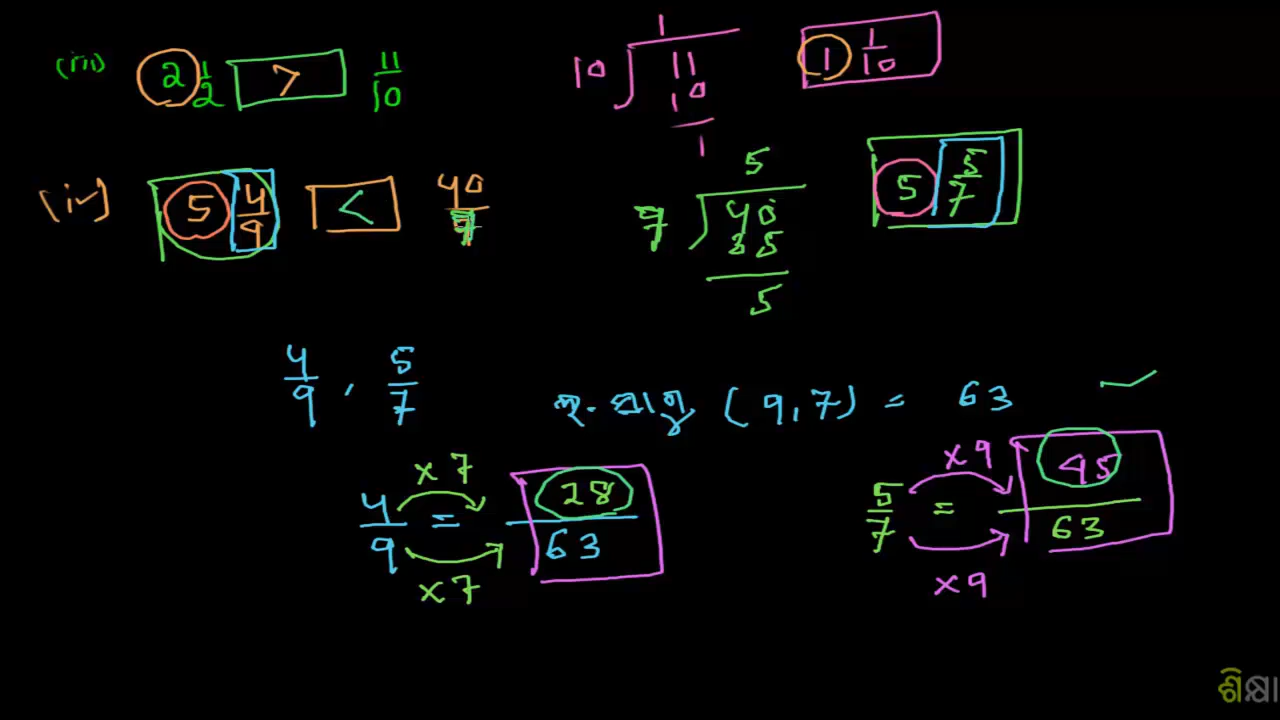 (iii) 2 1/2 > 11/10
10 ) 11 ( 1
10
1
1 1/10
(iv) 5 4/9 < 40/7
7 ) 40 ( 5
35
5
5 5/7
4/9 , 5/7
(9,7) = 63 ✓
4/9 = 28/63
×7
×7
5/7 = 45/63
×9
×9
ଶିକ୍ଷା